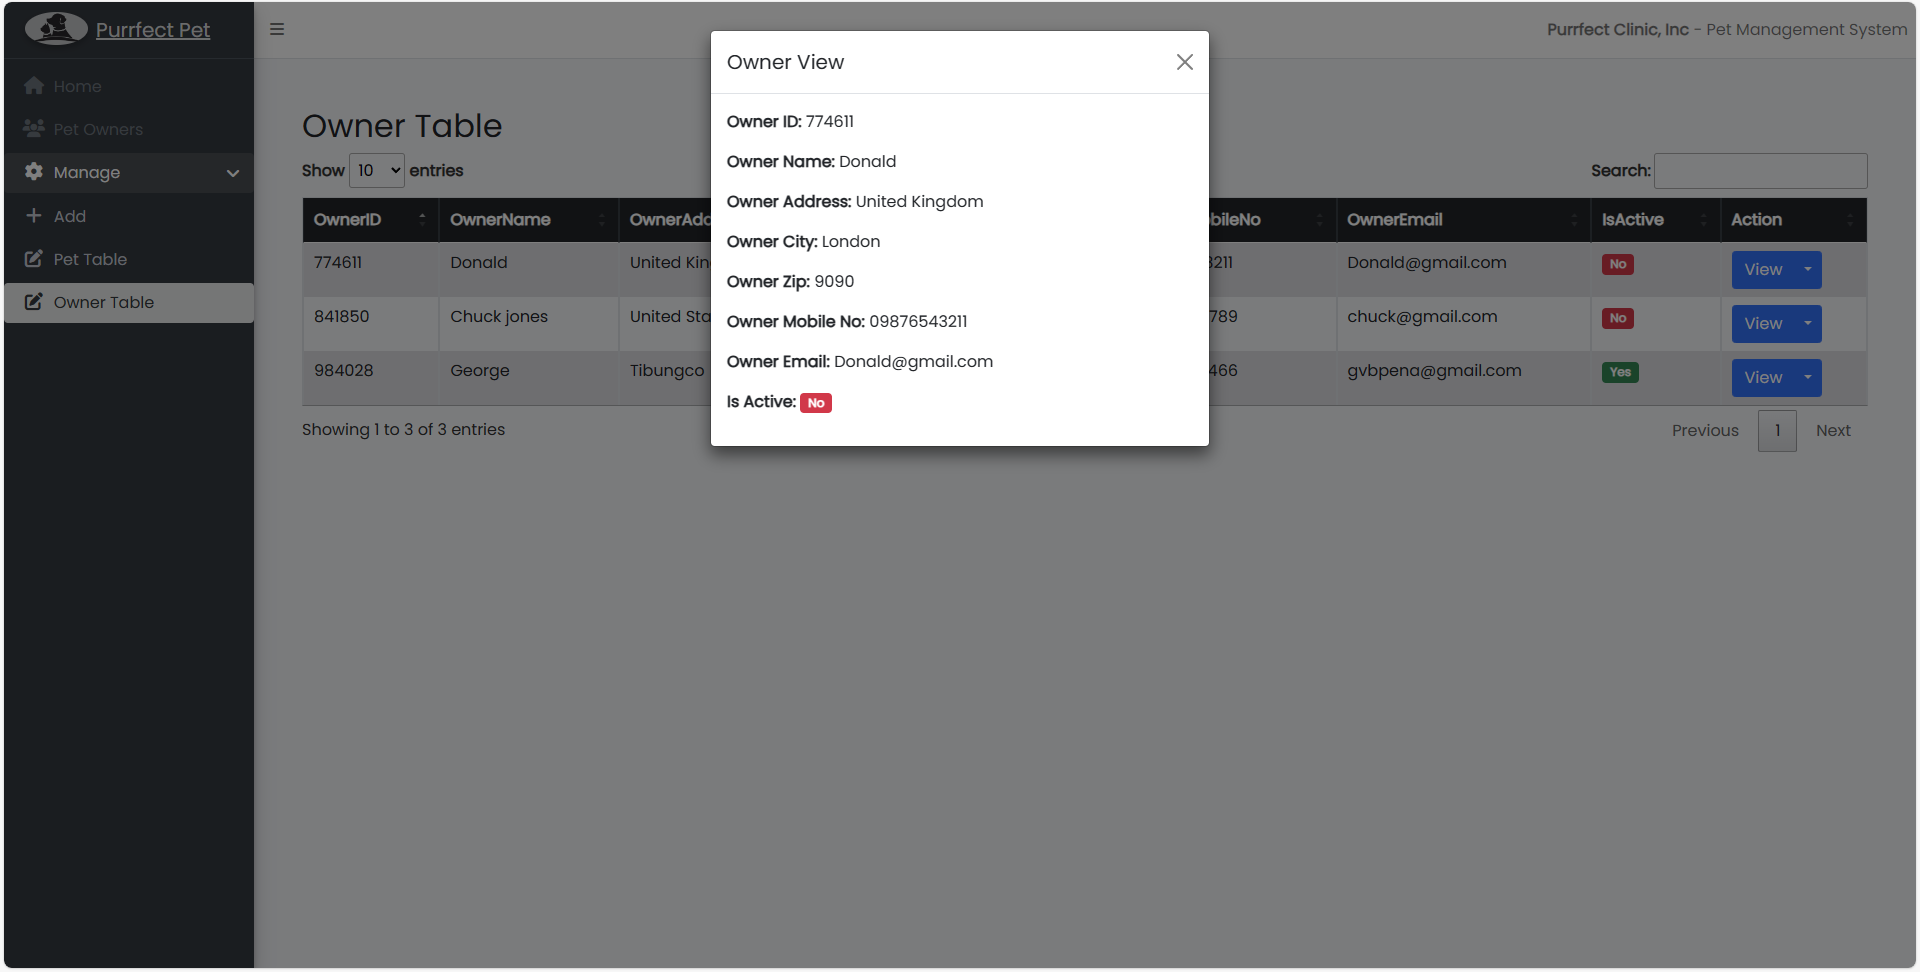 Purrfect Pet
Purrfect Clinic, Inc - Pet Management System
Home
Pet Owners
Manage
Add
Pet Table
Owner Table
Owner Table
Show 10 entries
Search:
OwnerID OwnerName OwnerAdd bileNo OwnerEmail IsActive Action
774611 Donald United Kin 3211 Donald@gmail.com No View
841850 Chuck jones United Sta 789 chuck@gmail.com No View
984028 George Tibungco 466 gvbpena@gmail.com Yes View
Showing 1 to 3 of 3 entries
Previous 1 Next
Owner View
Owner ID: 774611
Owner Name: Donald
Owner Address: United Kingdom
Owner City: London
Owner Zip: 9090
Owner Mobile No: 09876543211
Owner Email: Donald@gmail.com
Is Active: No